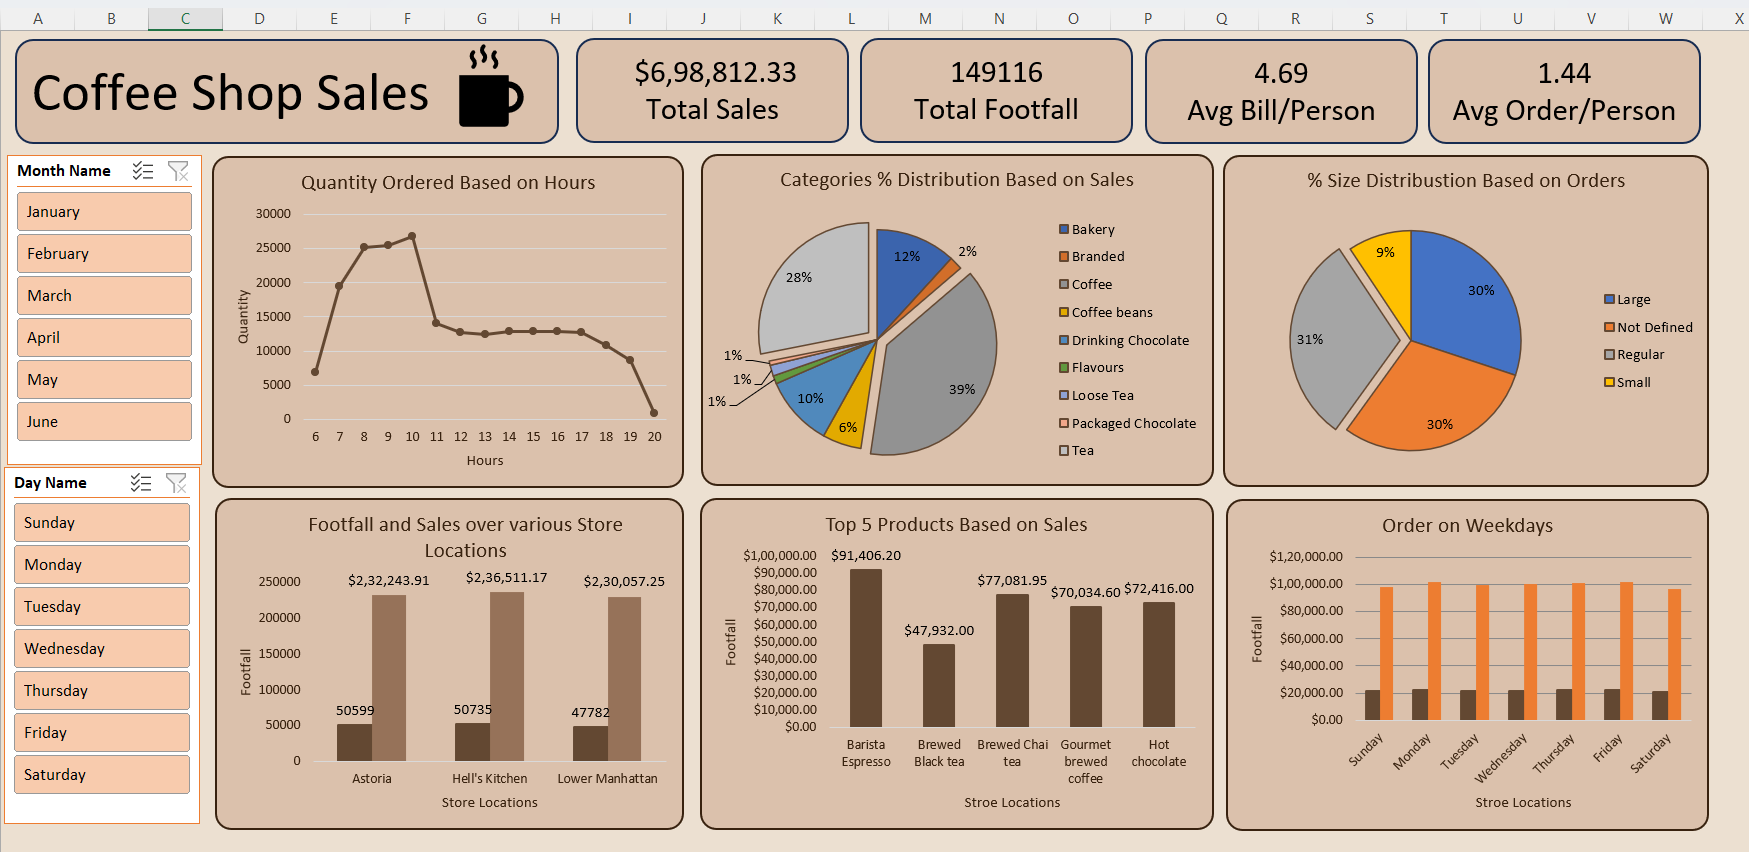 A B C D E F G H I J K L M N O P Q R S T U V W X
Coffee Shop Sales
$6,98,812.33
Total Sales
149116
Total Footfall
4.69
Avg Bill/Person
1.44
Avg Order/Person
Month Name
January
February
March
April
May
June
Day Name
Sunday
Monday
Tuesday
Wednesday
Thursday
Friday
Saturday
Quantity Ordered Based on Hours
Quantity
30000
25000
20000
15000
10000
5000
0
6 7 8 9 10 11 12 13 14 15 16 17 18 19 20
Hours
Categories % Distribution Based on Sales
12%
2%
39%
6%
10%
1%
1%
1%
28%
Bakery
Branded
Coffee
Coffee beans
Drinking Chocolate
Flavours
Loose Tea
Packaged Chocolate
Tea
% Size Distribustion Based on Orders
30%
30%
31%
9%
Large
Not Defined
Regular
Small
Footfall and Sales over various Store
Locations
Footfall
250000
200000
150000
100000
50000
0
$2,32,243.91 $2,36,511.17 $2,30,057.25
50599 50735 47782
Astoria Hell's Kitchen Lower Manhattan
Store Locations
Top 5 Products Based on Sales
Footfall
$1,00,000.00
$90,000.00
$80,000.00
$70,000.00
$60,000.00
$50,000.00
$40,000.00
$30,000.00
$20,000.00
$10,000.00
$0.00
$91,406.20
$47,932.00
$77,081.95
$70,034.60
$72,416.00
Barista
Espresso
Brewed
Black tea
Brewed Chai
tea
Gourmet
brewed
coffee
Hot
chocolate
Stroe Locations
Order on Weekdays
Footfall
$1,20,000.00
$1,00,000.00
$80,000.00
$60,000.00
$40,000.00
$20,000.00
$0.00
Sunday
Monday
Tuesday
Wednesday
Thursday
Friday
Saturday
Stroe Locations